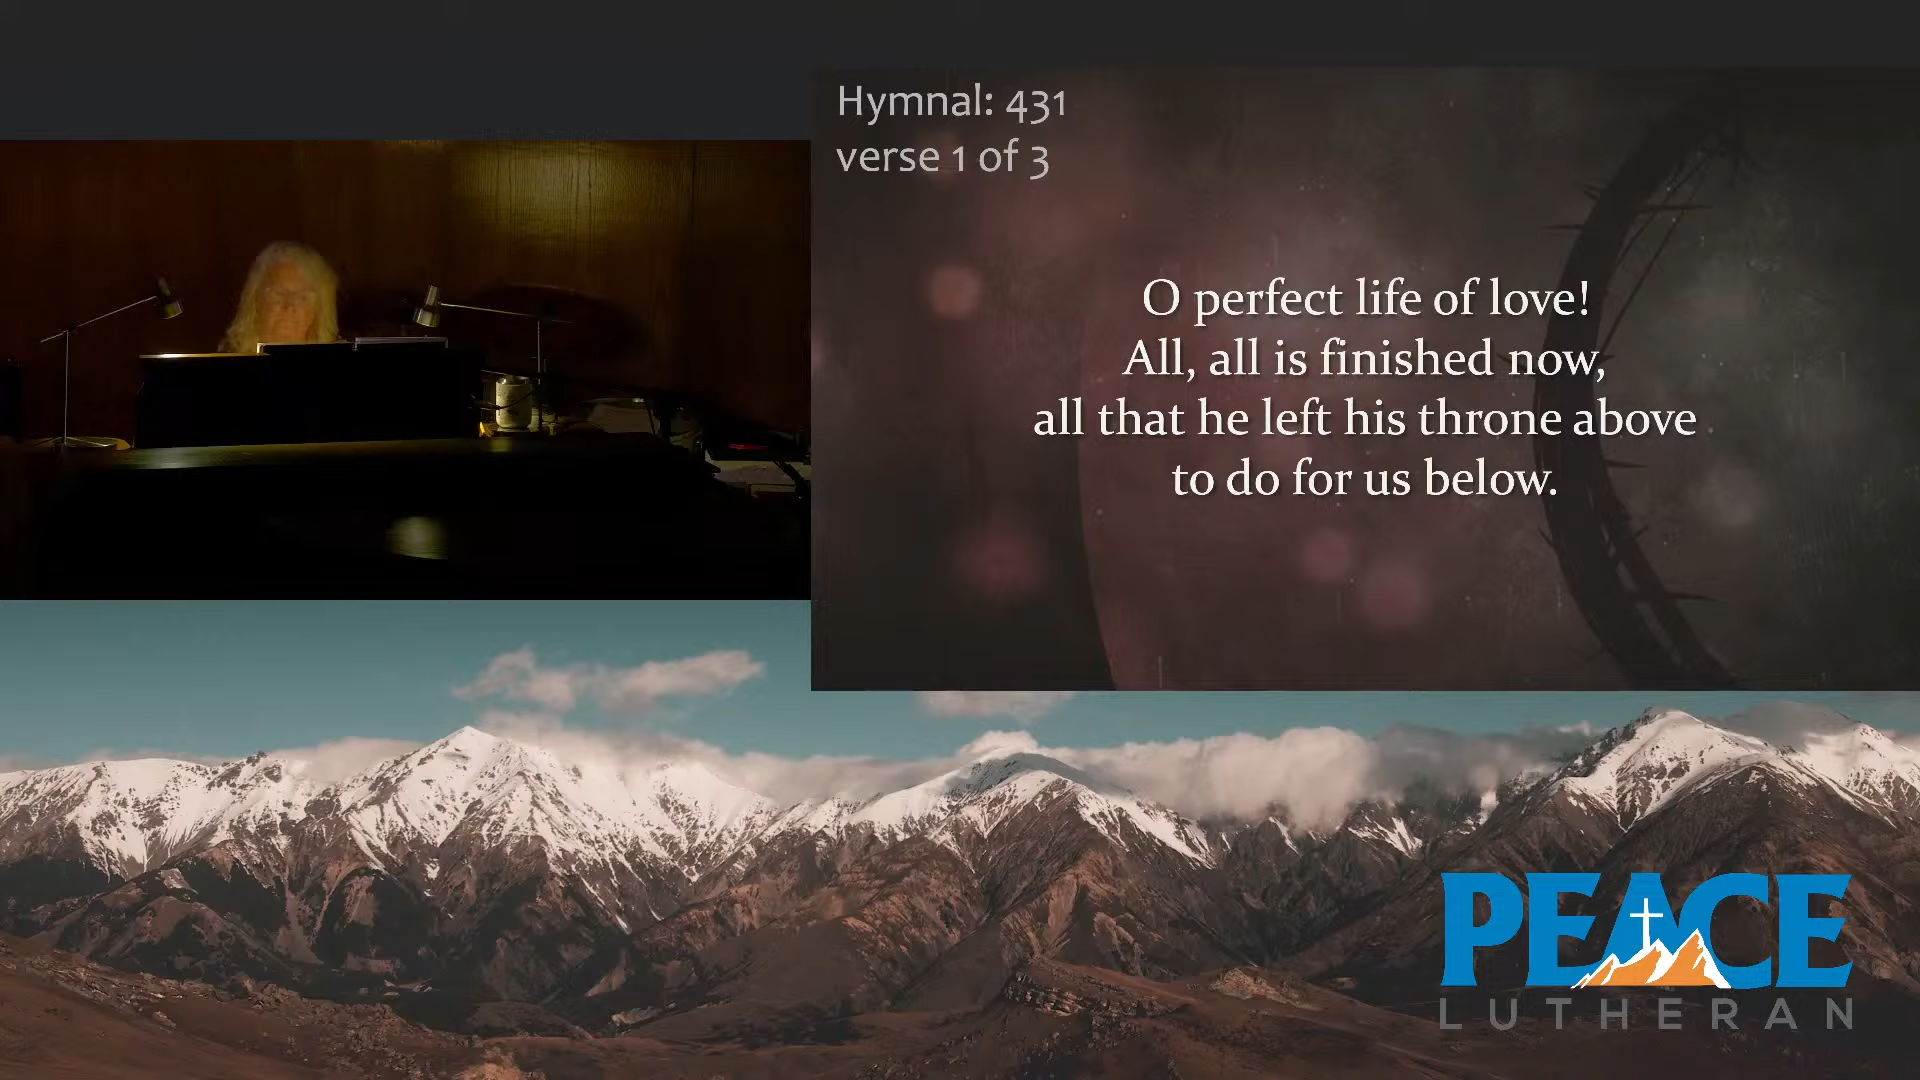 Hymnal: 431
verse 1 of 3
O perfect life of love!
All, all is finished now,
all that he left his throne above
to do for us below.
PEACE
LUTHERAN